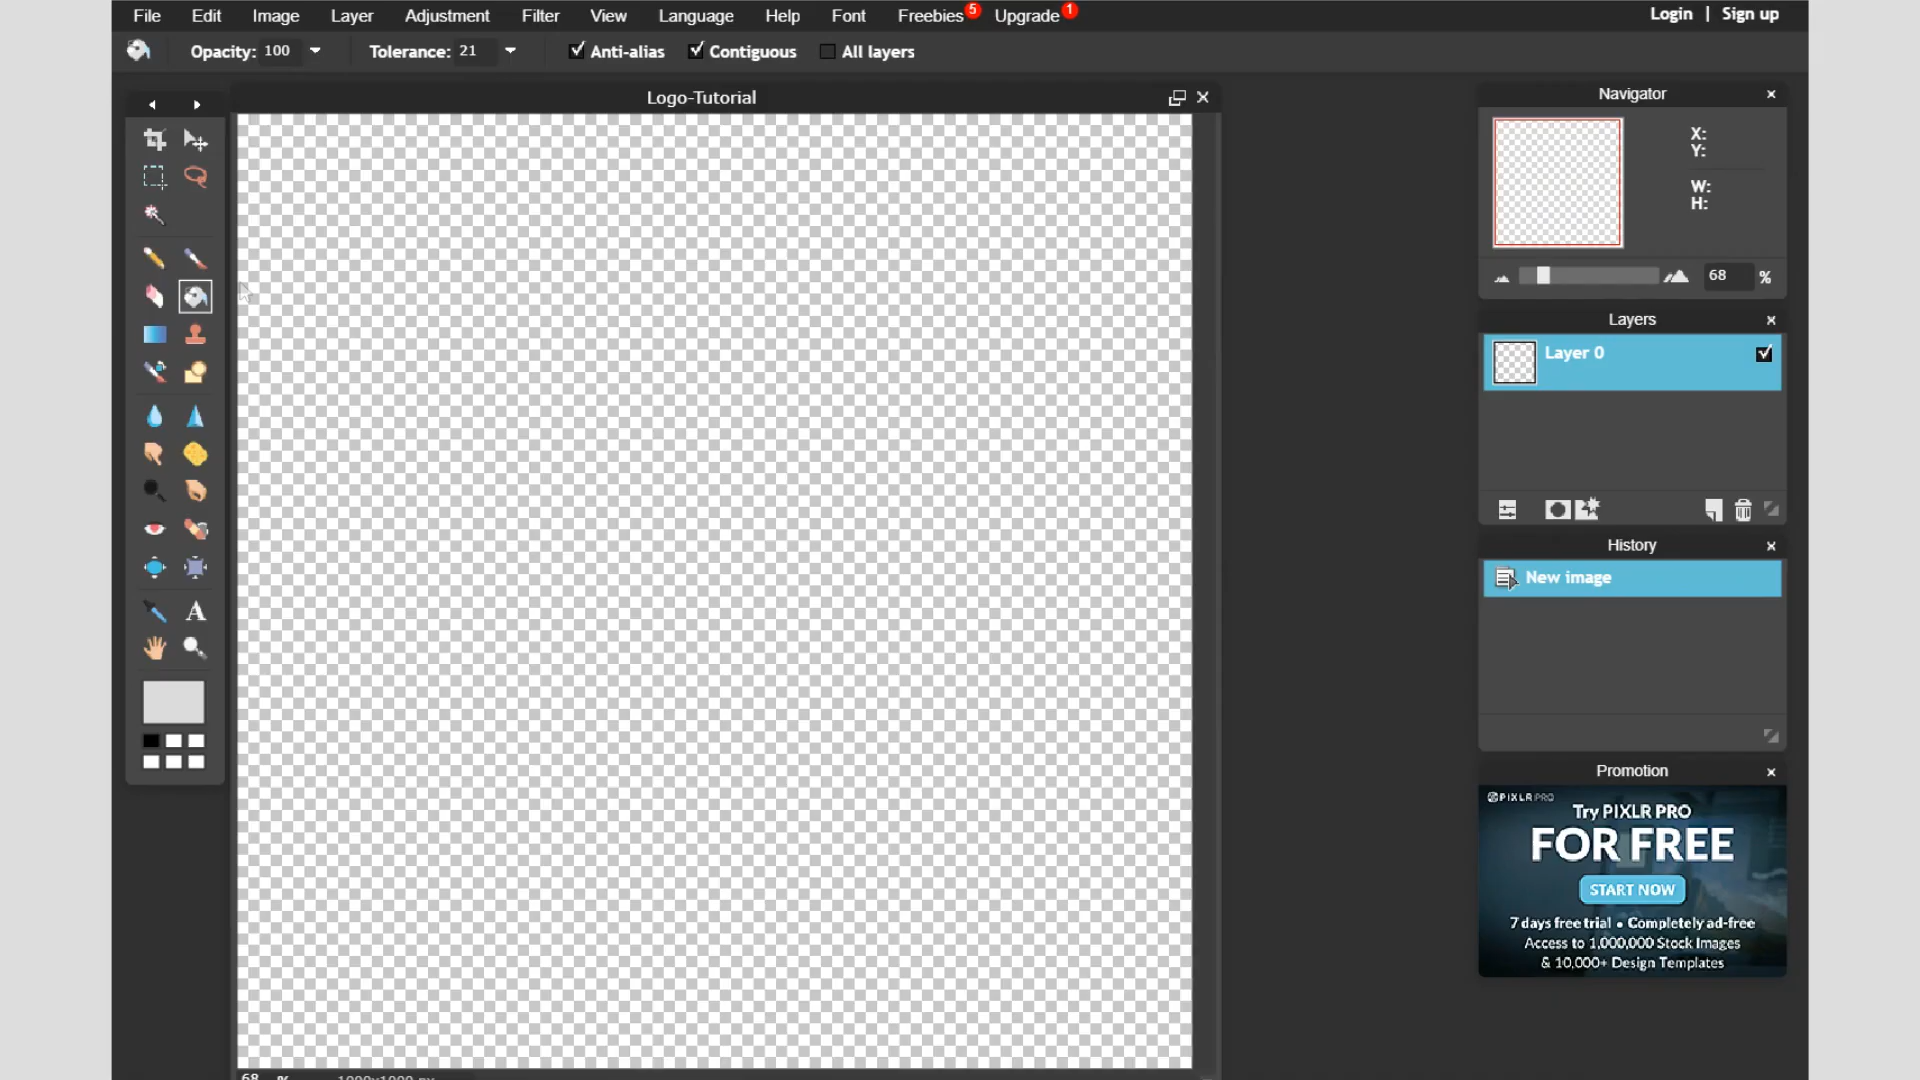 File Edit Image Layer Adjustment Filter View Language Help Font Freebies 5 Upgrade 1 Login | Sign up
Opacity: 100 Tolerance: 21 Anti-alias Contiguous All layers
Logo-Tutorial
Navigator
X:
Y:
W:
H:
68 %
Layers
Layer 0
History
New image
Promotion
PIXLR PRO
Try PIXLR PRO
FOR FREE
START NOW
7 days free trial • Completely ad-free
Access to 1,000,000 Stock Images
& 10,000+ Design Templates
A
68 % 1000x1000 px